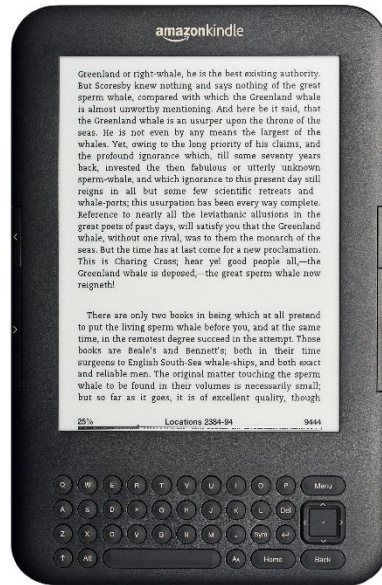 amazonkindle
Greenland or right-whale, he is the best existing authority.
But Scoresby knew nothing and says nothing of the great
sperm whale, compared with which the Greenland whale
is almost unworthy mentioning. And here be it said, that
the Greenland whale is an usurper upon the throne of the
seas. He is not even by any means the largest of the
whales. Yet, owing to the long priority of his claims, and
the profound ignorance which, till some seventy years
back, invested the then fabulous or utterly unknown
sperm-whale, and which ignorance to this present day still
reigns in all but some few scientific retreats and
whale-ports; this usurpation has been every way complete.
Reference to nearly all the leviathanic allusions in the
great poets of past days, will satisfy you that the Greenland
whale, without one rival, was to them the monarch of the
seas. But the time has at last come for a new proclamation.
This is Charing Cross; hear ye! good people all,—the
Greenland whale is deposed,—the great sperm whale now
reigneth!
There are only two books in being which at all pretend
to put the living sperm whale before you, and at the same
time, in the remotest degree succeed in the attempt. Those
books are Beale's and Bennett's; both in their time
surgeons to English South-Sea whale-ships, and both exact
and reliable men. The original matter touching the sperm
whale to be found in their volumes is necessarily small;
but so far as it goes, it is of excellent quality, though
25% Locations 2384-94 9444
Q W E R T Y U I O P Menu
A S D F G H J K L Del
Z X C V B N M . Sym ↵
↑ Alt Aa Home Back